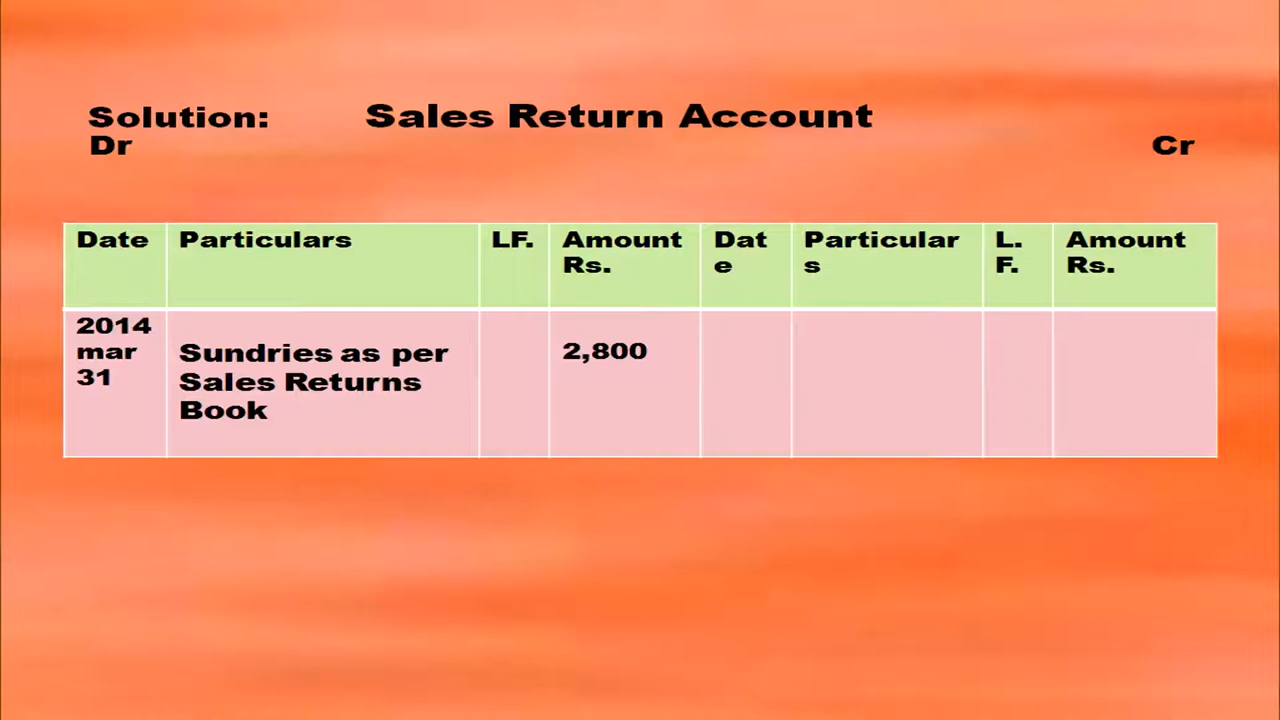 Solution: Sales Return Account
Dr Cr
Date Particulars LF. Amount Rs. Dat e Particular s L. F. Amount Rs.
2014
mar
31
Sundries as per
Sales Returns
Book
2,800